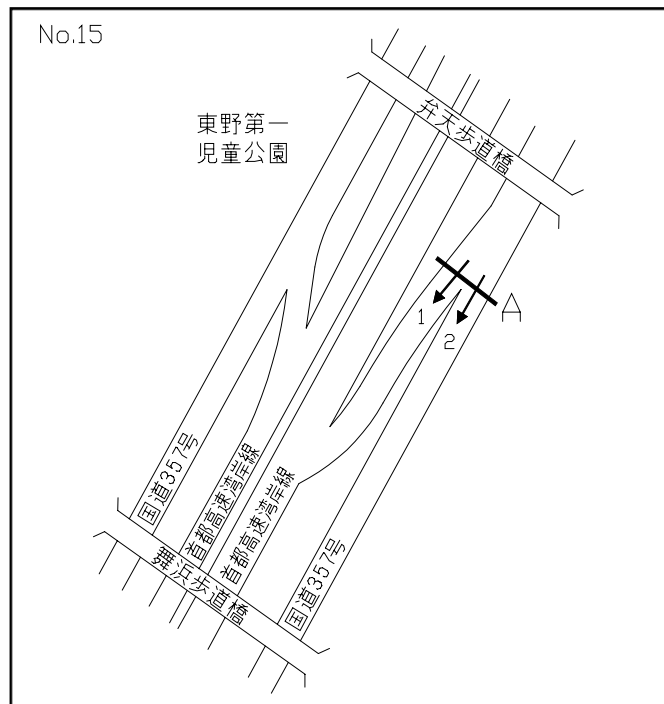 No.15
東野第一
児童公園
弁天歩道橋
A
1
2
国道357号
首都高速湾岸線
首都高速湾岸線
国道357号
舞浜歩道橋